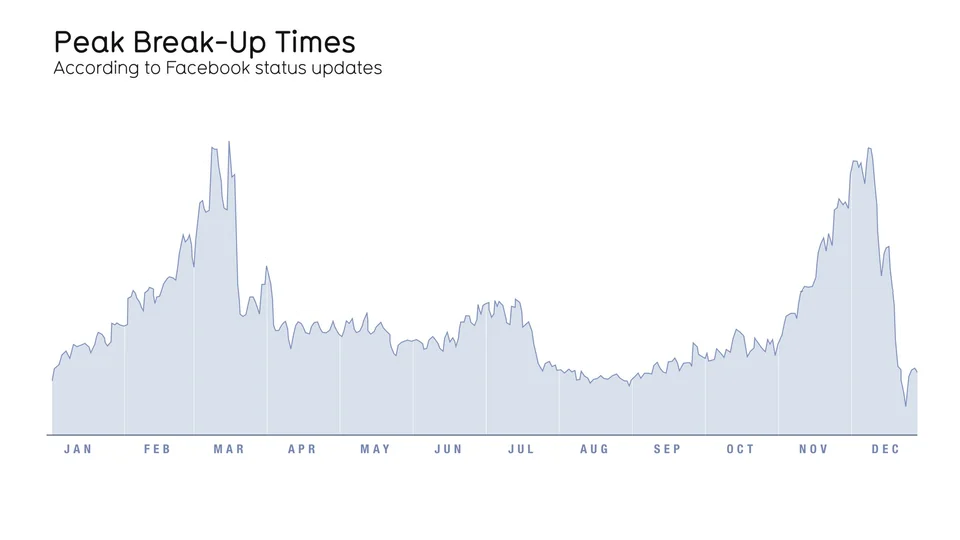 Peak Break-Up Times
According to Facebook status updates
JAN FEB MAR APR MAY JUN JUL AUG SEP OCT NOV DEC